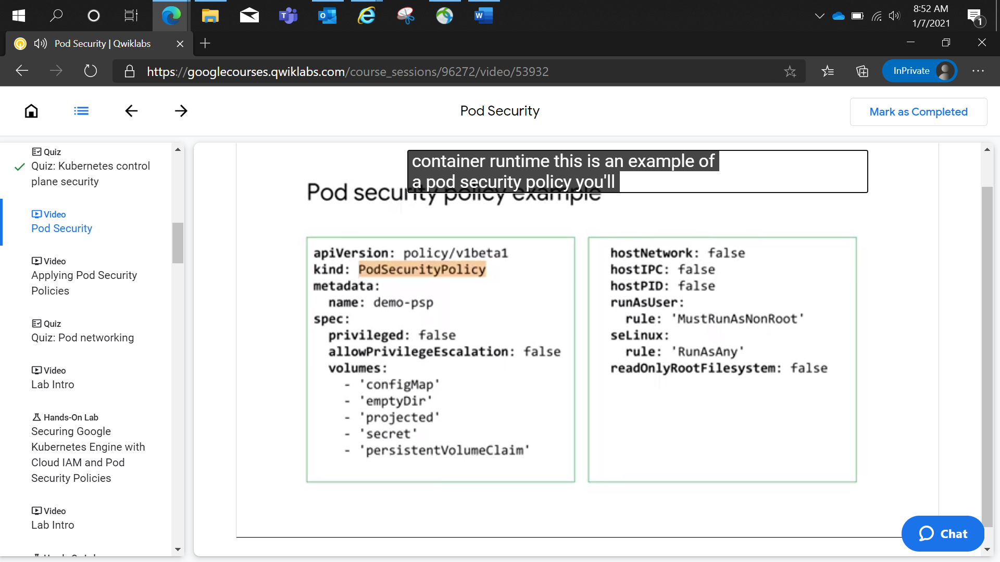 8:52 AM
1/7/2021
1
Pod Security | Qwiklabs
https://googlecourses.qwiklabs.com/course_sessions/96272/video/53932
InPrivate
Pod Security
Mark as Completed
Quiz
Quiz: Kubernetes control
plane security
Video
Pod Security
Video
Applying Pod Security
Policies
Quiz
Quiz: Pod networking
Video
Lab Intro
Hands-On Lab
Securing Google
Kubernetes Engine with
Cloud IAM and Pod
Security Policies
Video
Lab Intro
container runtime this is an example of
a pod security policy you'll
Pod security policy example
apiVersion: policy/v1beta1
kind: PodSecurityPolicy
metadata:
name: demo-psp
spec:
privileged: false
allowPrivilegeEscalation: false
volumes:
- 'configMap'
- 'emptyDir'
- 'projected'
- 'secret'
- 'persistentVolumeClaim'
hostNetwork: false
hostIPC: false
hostPID: false
runAsUser:
rule: 'MustRunAsNonRoot'
seLinux:
rule: 'RunAsAny'
readOnlyRootFilesystem: false
Chat